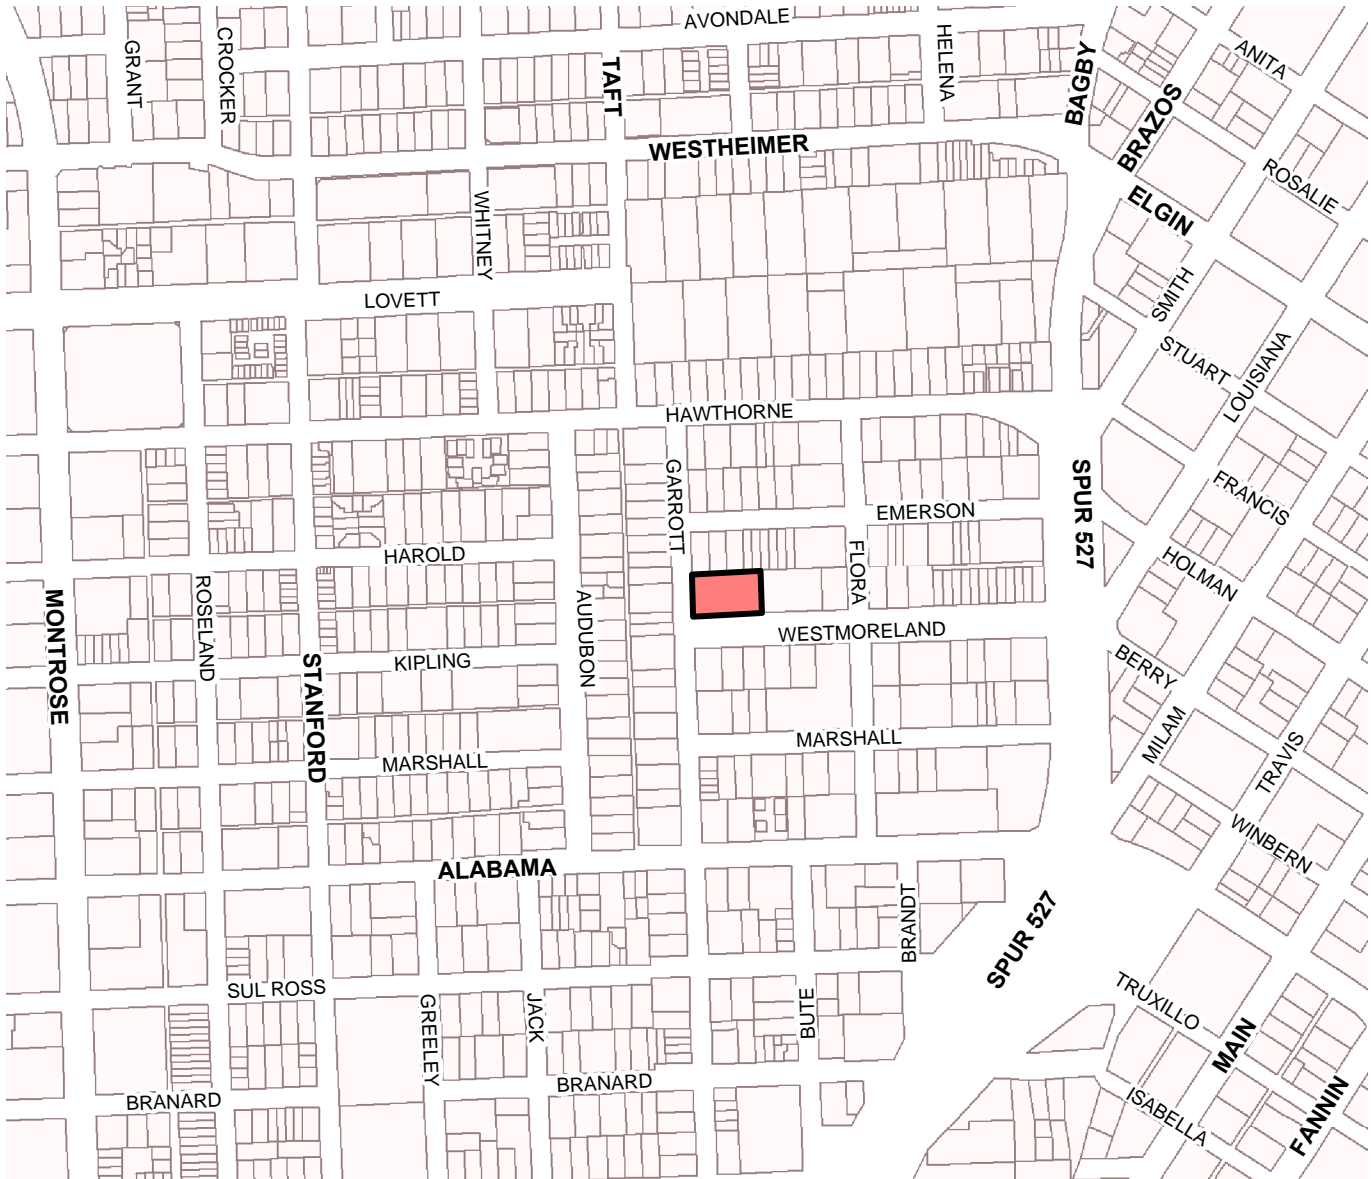 AVONDALE
GRANT
CROCKER
TAFT
HELENA
BAGBY
ANITA
BRAZOS
WESTHEIMER
ROSALIE
ELGIN
WHITNEY
LOVETT
SMITH
STUART
LOUISIANA
HAWTHORNE
GARROTT
SPUR 527
FRANCIS
EMERSON
HAROLD
FLORA
HOLMAN
MONTROSE
ROSELAND
AUDUBON
WESTMORELAND
KIPLING
STANFORD
BERRY
MILAM
MARSHALL
TRAVIS
MARSHALL
WINBERN
ALABAMA
BRANDT
SPUR 527
SUL ROSS
TRUXILLO
GREELEY
JACK
BUTE
MAIN
BRANARD
BRANARD
ISABELLA
FANNIN